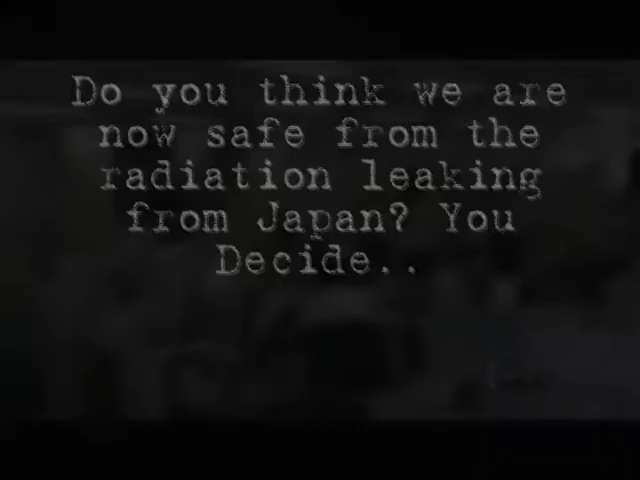 Do you think we are
now safe from the
radiation leaking
from Japan? You
Decide..